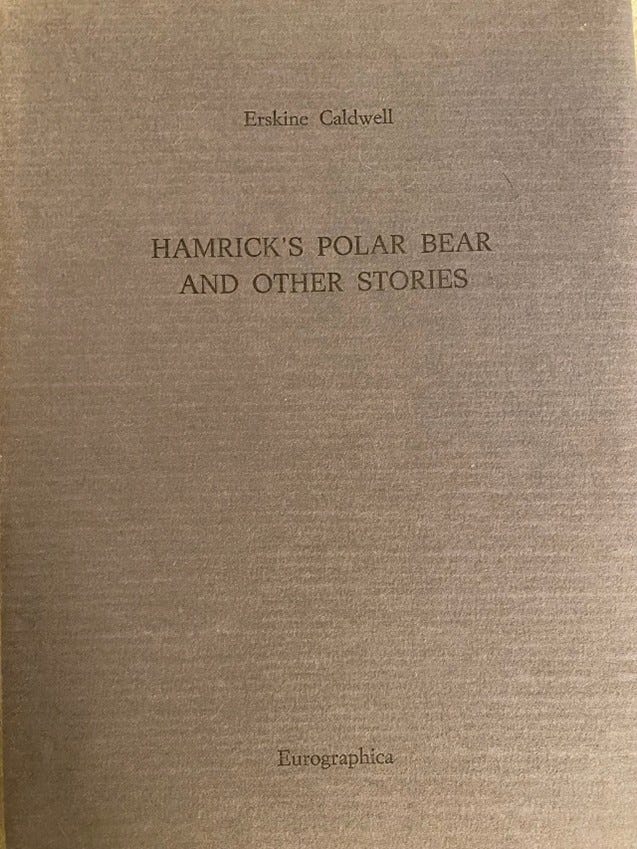 Erskine Caldwell
HAMRICK'S POLAR BEAR
AND OTHER STORIES
Eurographica